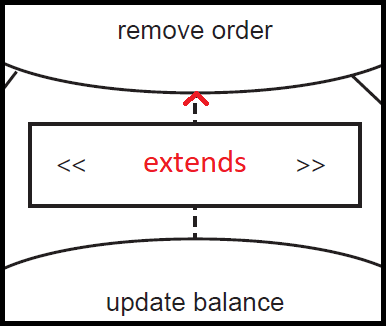 remove order
<< extends >>
update balance